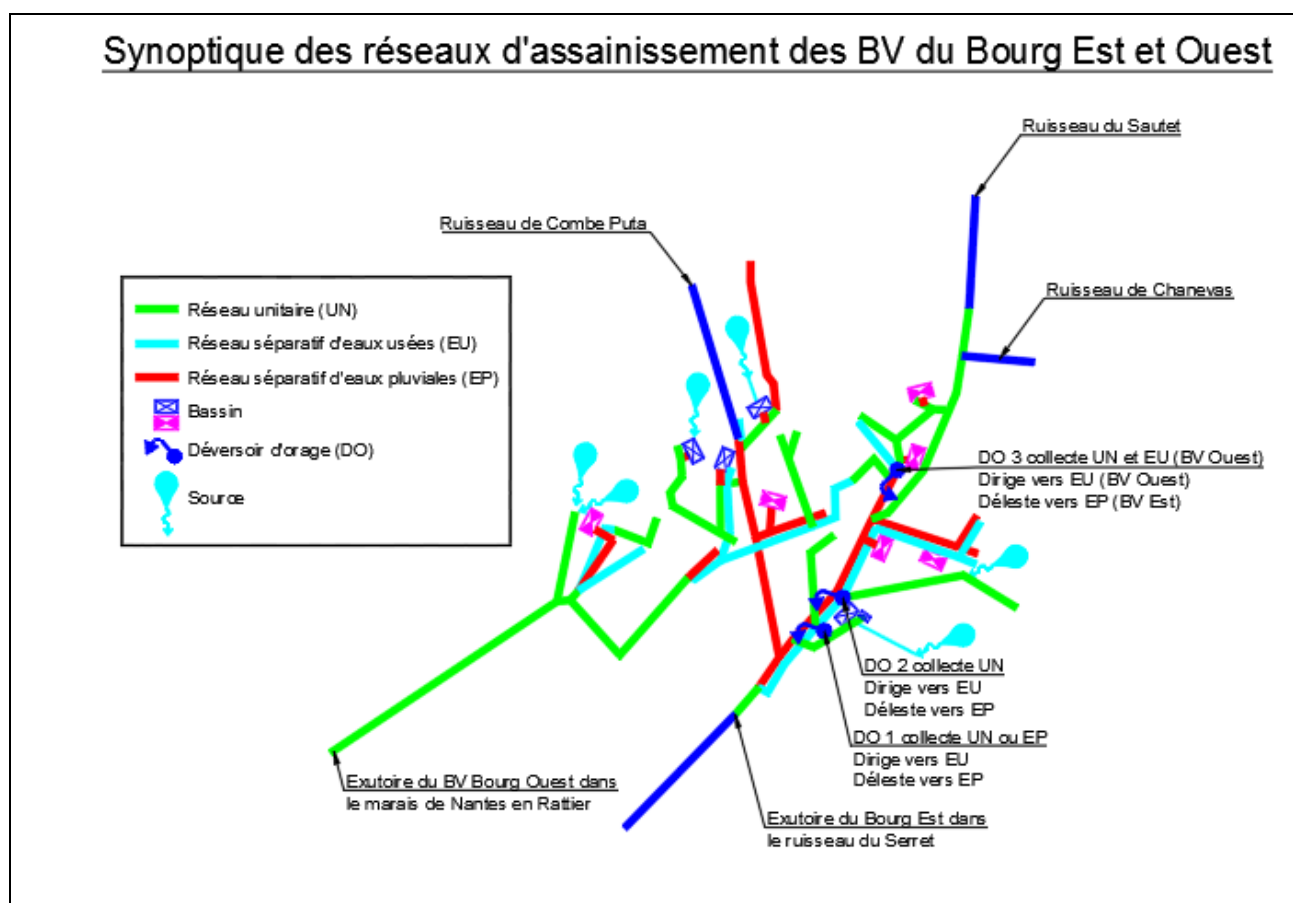 Synoptique des réseaux d'assainissement des BV du Bourg Est et Ouest
Ruisseau du Sautet
Ruisseau de Combe Puta
Ruisseau de Chanevas
Réseau unitaire (UN)
Réseau séparatif d'eaux usées (EU)
Réseau séparatif d'eaux pluviales (EP)
Bassin
Déversoir d'orage (DO)
Source
DO 3 collecte UN et EU (BV Ouest)
Dirige vers EU (BV Ouest)
Déleste vers EP (BV Est)
DO 2 collecte UN
Dirige vers EU
Déleste vers EP
DO 1 collecte UN ou EP
Dirige vers EU
Déleste vers EP
Exutoire du BV Bourg Ouest dans
le marais de Nantes en Rattier
Exutoire du Bourg Est dans
le ruisseau du Serret